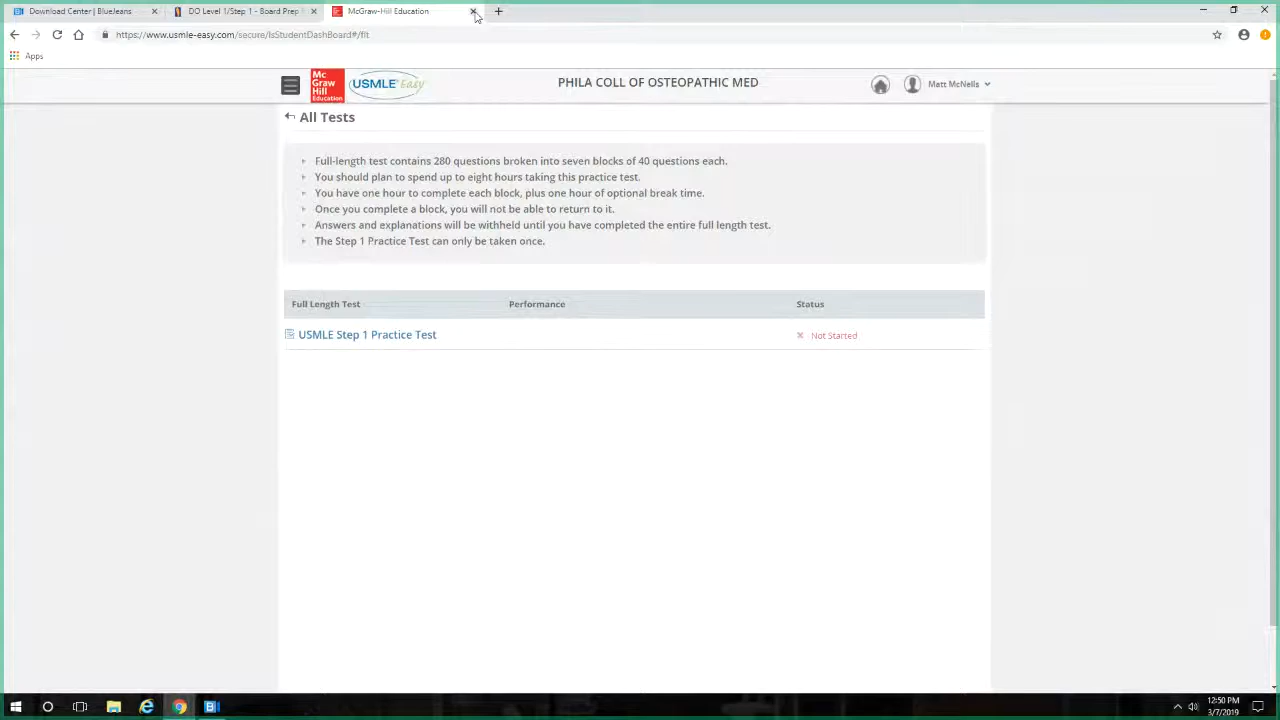 Download Center | BlueJeans
DO Level 1/Step 1 - Board Prep
McGraw-Hill Education
https://www.usmle-easy.com/secure/IsStudentDashBoard#/flt
Apps
Mc
Graw
Hill
Education
USMLE Easy
PHILA COLL OF OSTEOPATHIC MED
Matt McNelis
All Tests
Full-length test contains 280 questions broken into seven blocks of 40 questions each.
You should plan to spend up to eight hours taking this practice test.
You have one hour to complete each block, plus one hour of optional break time.
Once you complete a block, you will not be able to return to it.
Answers and explanations will be withheld until you have completed the entire full length test.
The Step 1 Practice Test can only be taken once.
Full Length Test Performance Status
USMLE Step 1 Practice Test Not Started
12:50 PM
3/7/2019